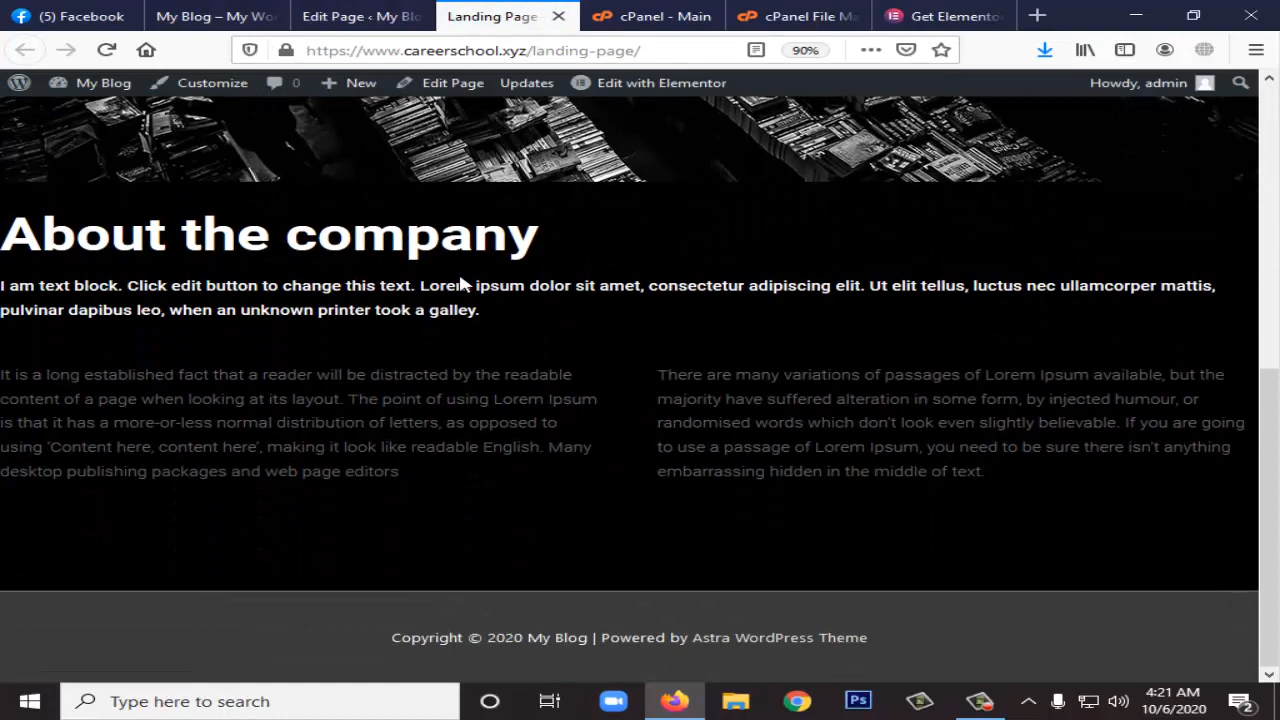 (5) Facebook
My Blog – My Wo
Edit Page ‹ My Blo
Landing Page
cPanel - Main
cPanel File Ma
Get Elemento
https://www.careerschool.xyz/landing-page/
90%
My Blog
Customize
0
New
Edit Page
Updates
Edit with Elementor
Howdy, admin
About the company
I am text block. Click edit button to change this text. Lorem ipsum dolor sit amet, consectetur adipiscing elit. Ut elit tellus, luctus nec ullamcorper mattis,
pulvinar dapibus leo, when an unknown printer took a galley.
It is a long established fact that a reader will be distracted by the readable
content of a page when looking at its layout. The point of using Lorem Ipsum
is that it has a more-or-less normal distribution of letters, as opposed to
using 'Content here, content here', making it look like readable English. Many
desktop publishing packages and web page editors
There are many variations of passages of Lorem Ipsum available, but the
majority have suffered alteration in some form, by injected humour, or
randomised words which don't look even slightly believable. If you are going
to use a passage of Lorem Ipsum, you need to be sure there isn't anything
embarrassing hidden in the middle of text.
Copyright © 2020 My Blog | Powered by Astra WordPress Theme
Type here to search
Ps
4:21 AM
10/6/2020
2